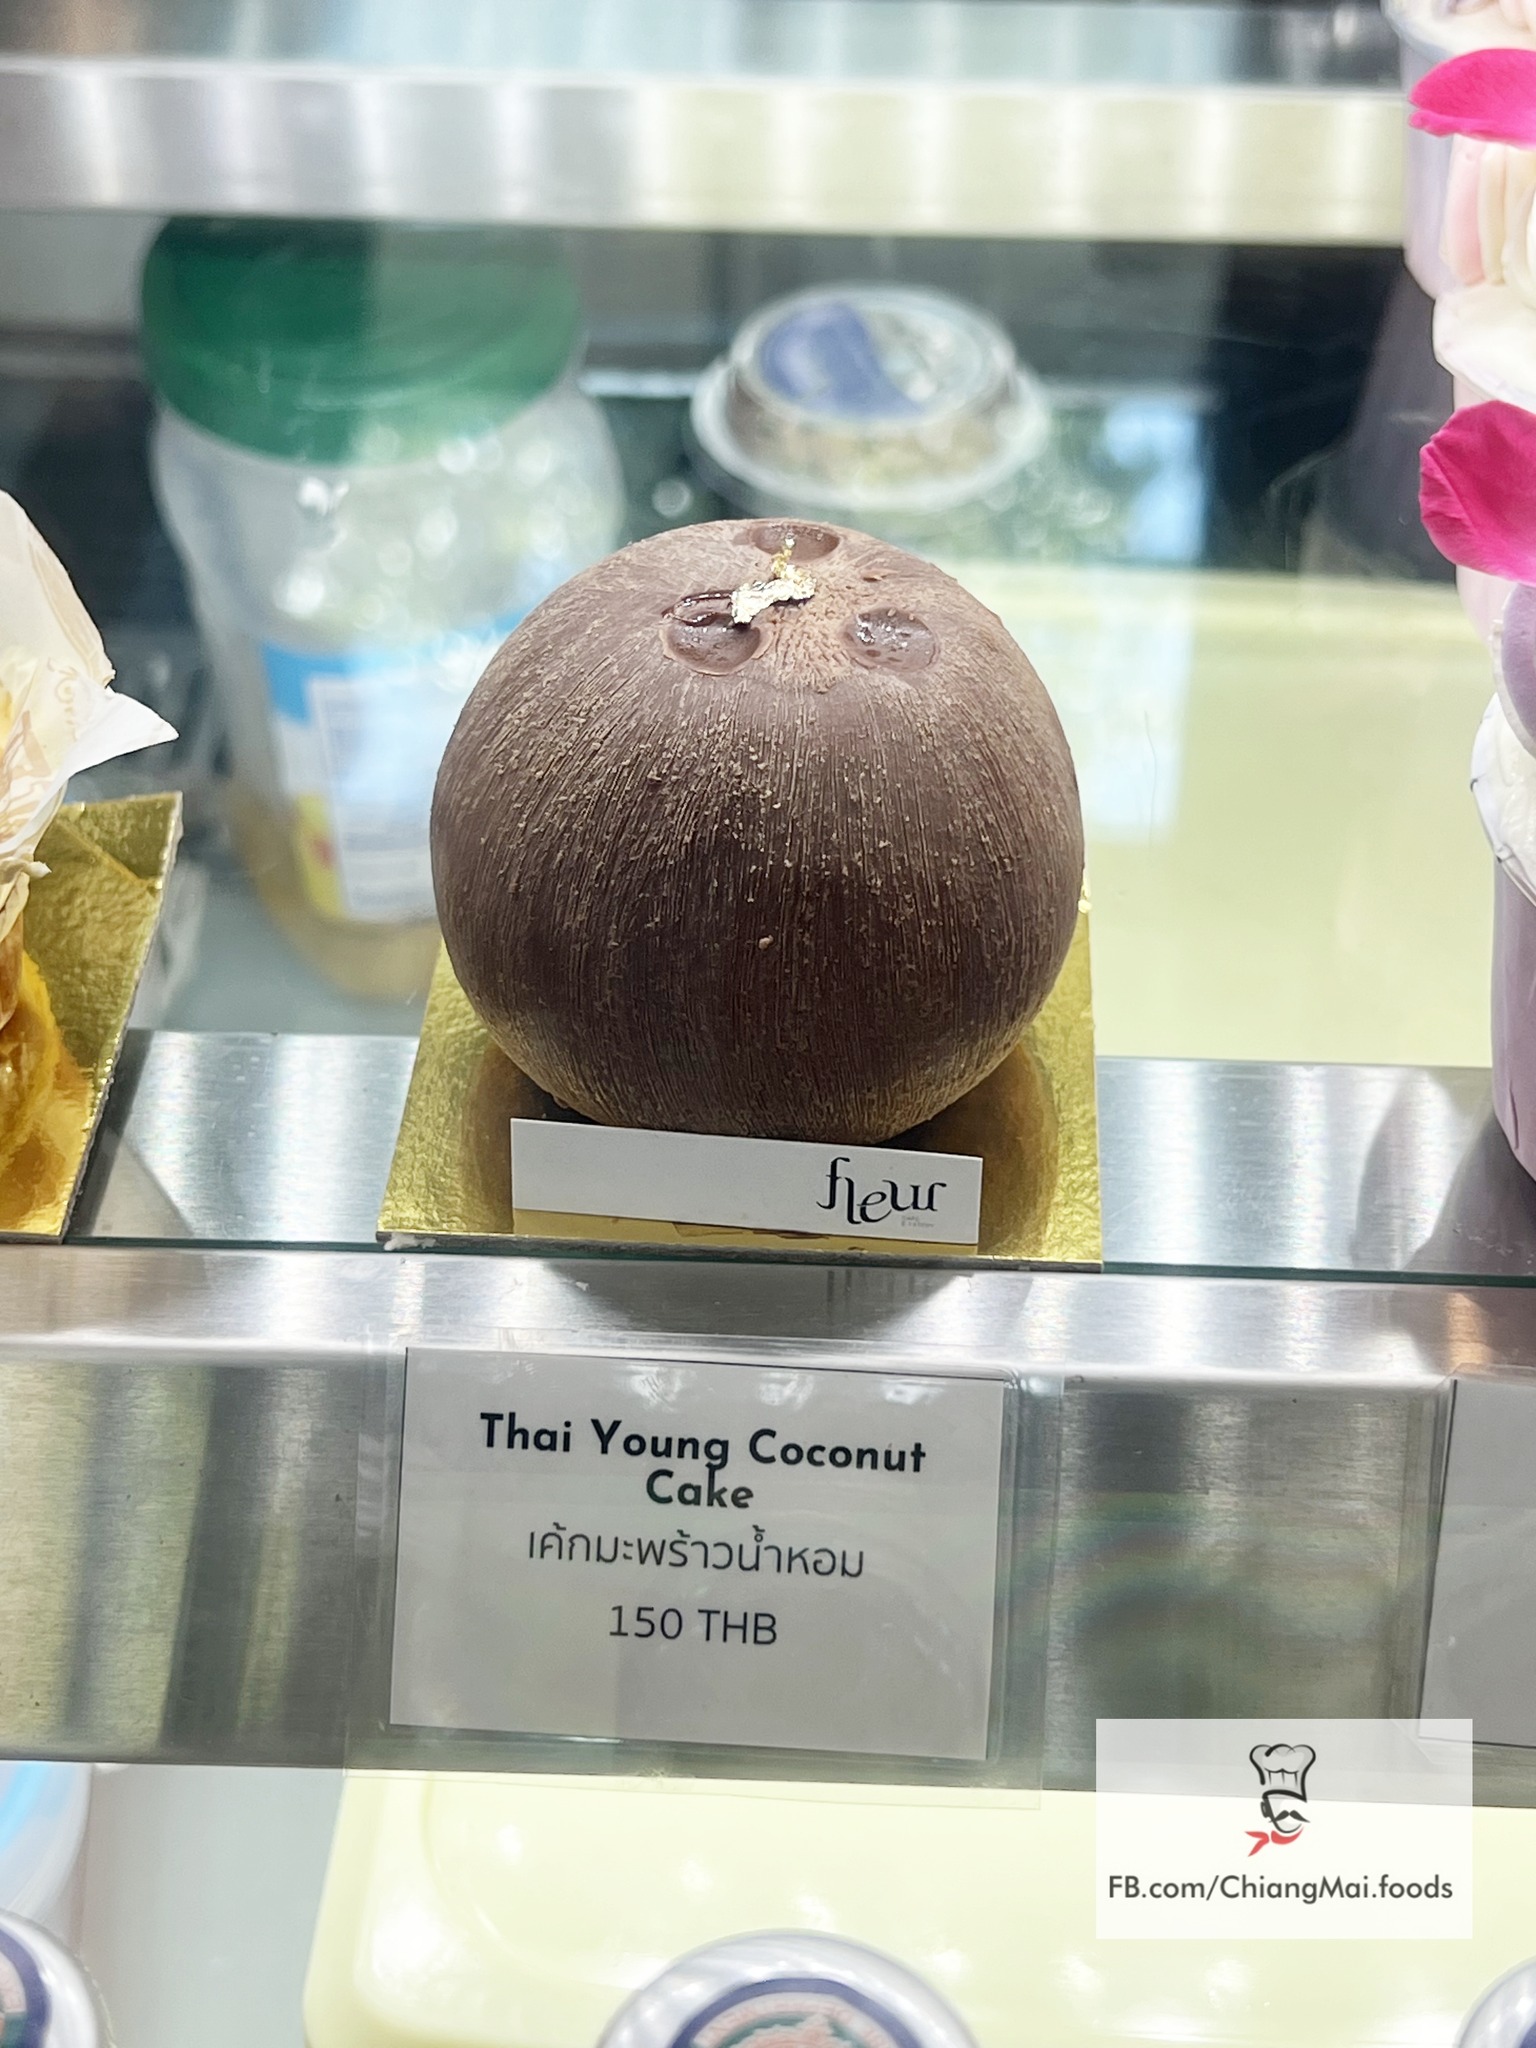 fleur
Thai Young Coconut
Cake
เค้กมะพร้าวน้ำหอม
150 THB
FB.com/ChiangMai.foods